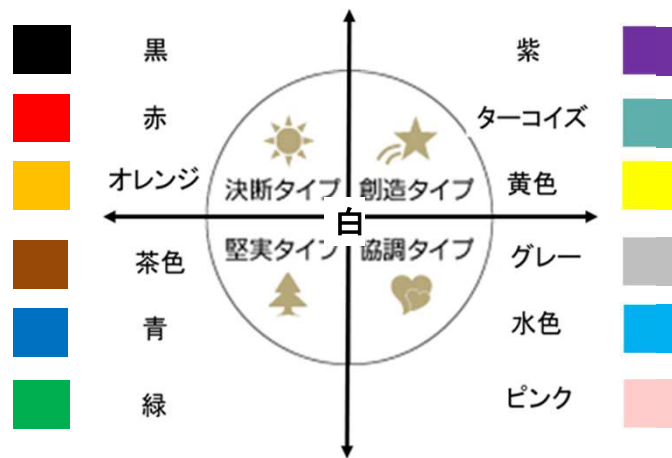 黒
紫
赤
ターコイズ
オレンジ
黄色
決断タイプ
創造タイプ
白
堅実タイプ
協調タイプ
茶色
グレー
青
水色
緑
ピンク